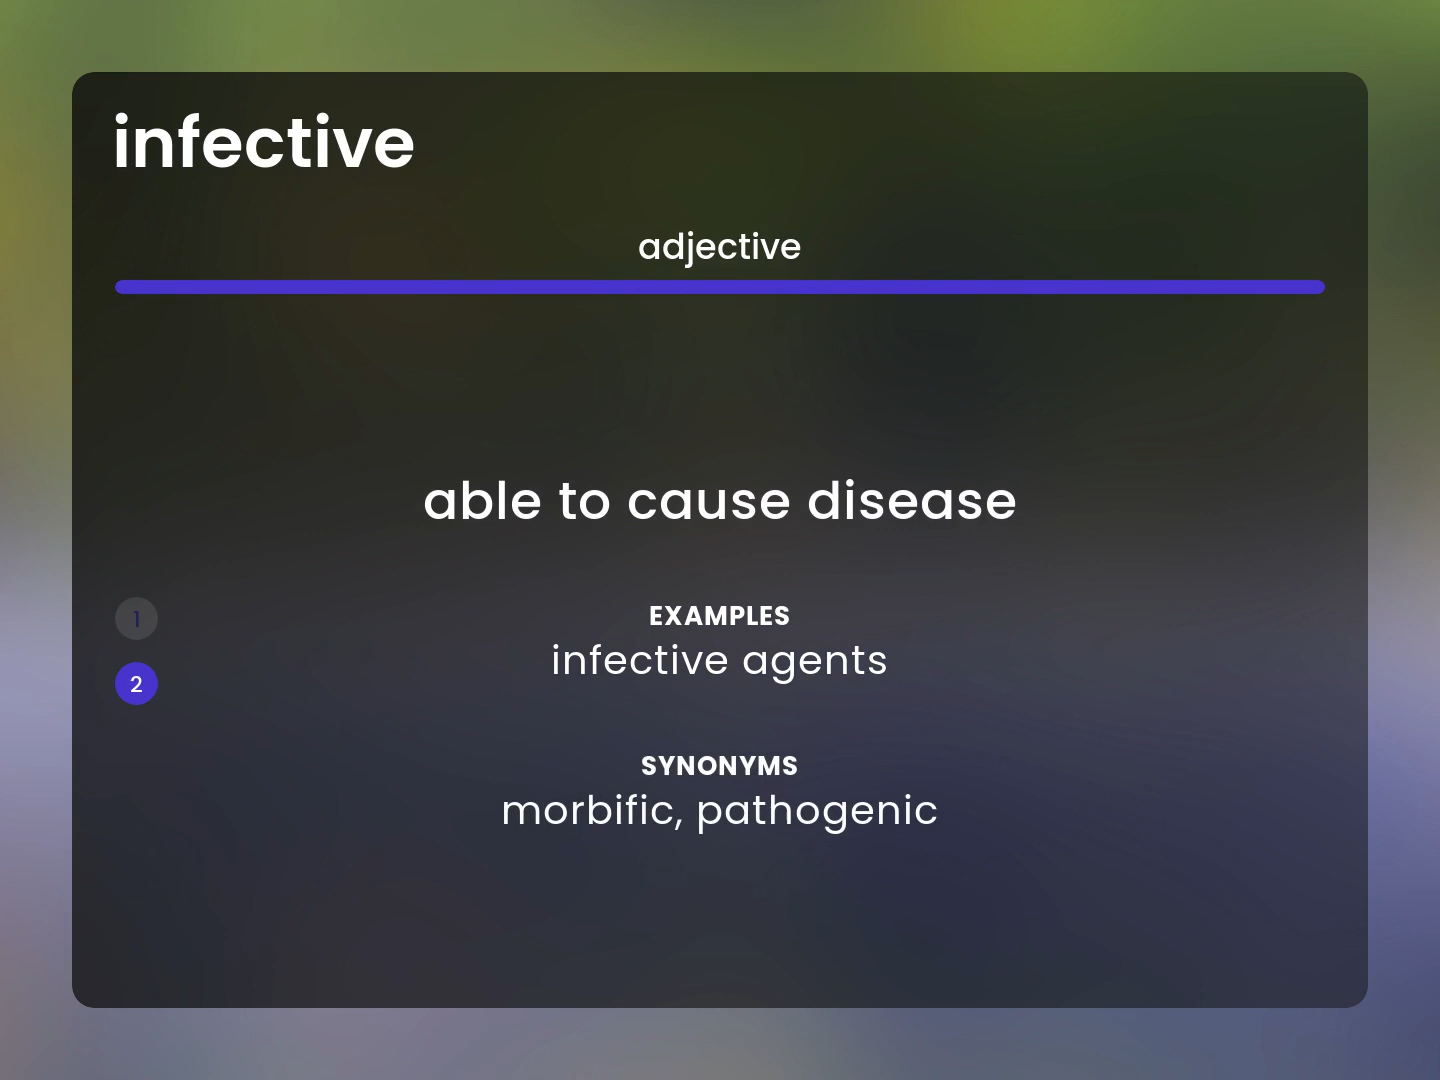 infective
adjective
able to cause disease
1
EXAMPLES
infective agents
2
SYNONYMS
morbific, pathogenic